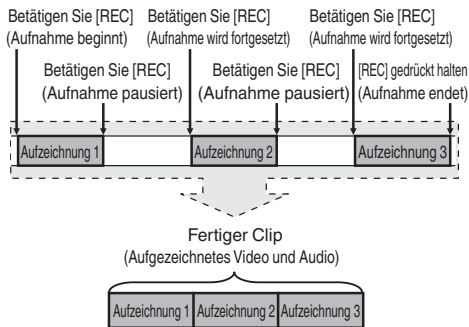 Betätigen Sie [REC]
(Aufnahme beginnt)
Betätigen Sie [REC]
(Aufnahme wird fortgesetzt)
Betätigen Sie [REC]
(Aufnahme wird fortgesetzt)
Betätigen Sie [REC]
(Aufnahme pausiert)
Betätigen Sie [REC]
(Aufnahme pausiert)
[REC] gedrückt halten
(Aufnahme endet)
Aufzeichnung 1
Aufzeichnung 2
Aufzeichnung 3
Fertiger Clip
(Aufgezeichnetes Video und Audio)
Aufzeichnung 1
Aufzeichnung 2
Aufzeichnung 3